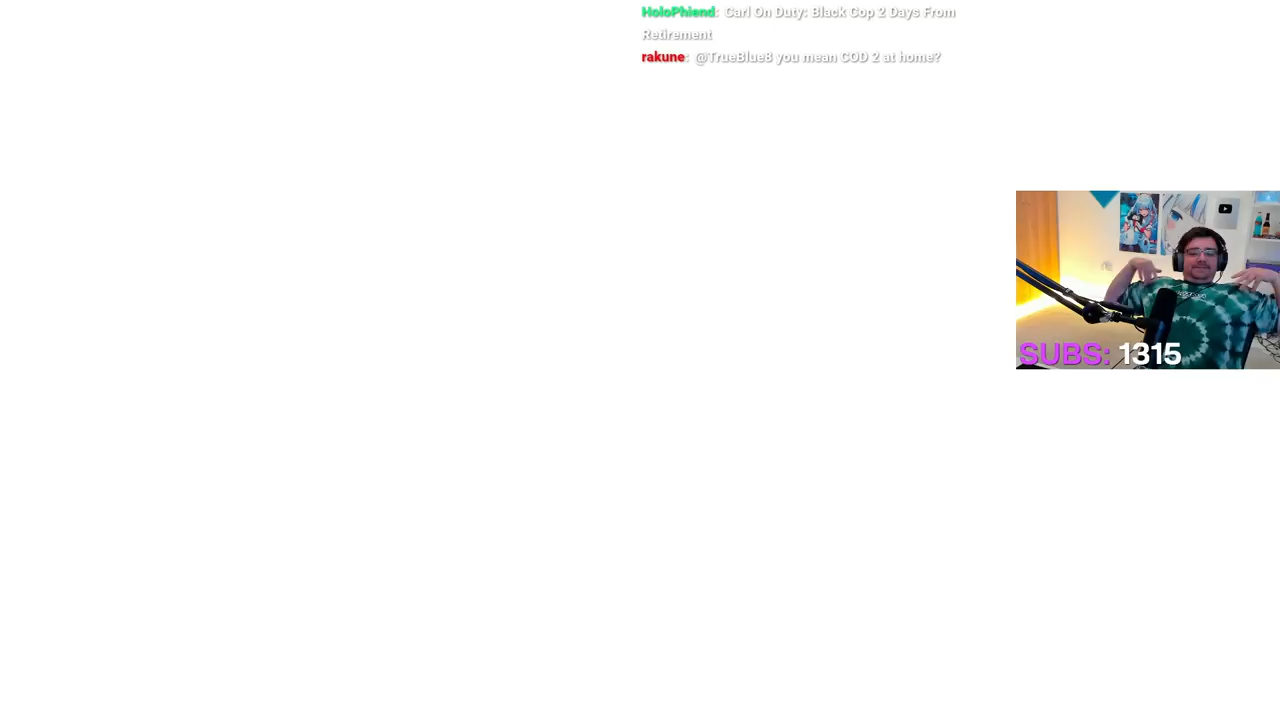 HoloPhiend: Carl On Duty: Black Cop 2 Days From
Retirement
rakune: @TrueBlue8 you mean COD 2 at home?
SUBS: 1315